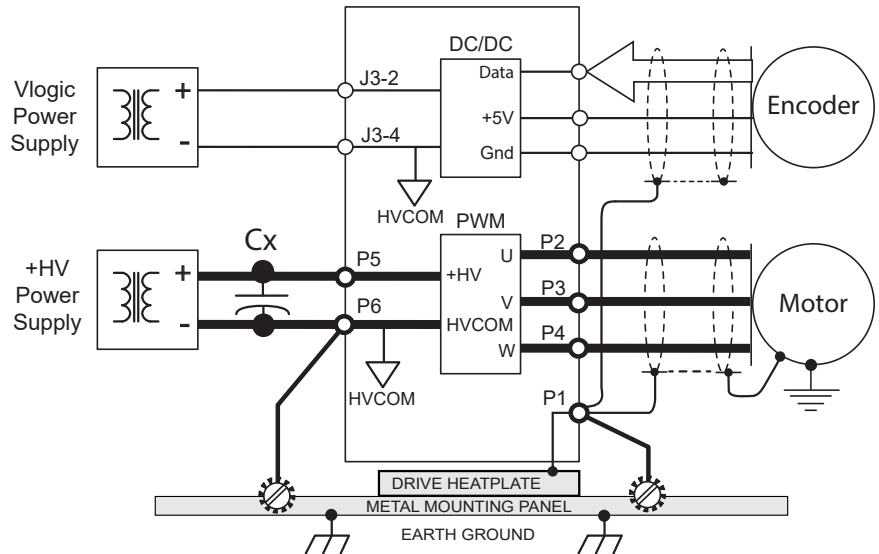 DC/DC
Vlogic
Power
Supply
+
-
J3-2
J3-4
Data
+5V
Gnd
Encoder
HVCOM
PWM
+HV
Power
Supply
+
-
Cx
P5
P6
+HV
HVCOM
U
V
W
P2
P3
P4
Motor
HVCOM
P1
DRIVE HEATPLATE
METAL MOUNTING PANEL
EARTH GROUND